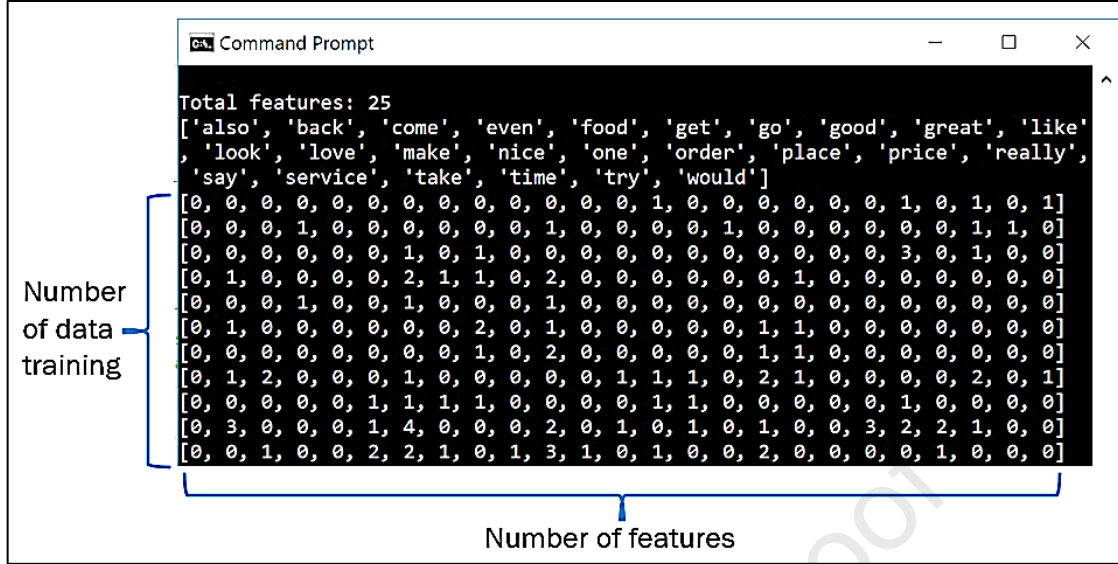 Command Prompt
Total features: 25
['also', 'back', 'come', 'even', 'food', 'get', 'go', 'good', 'great', 'like'
, 'look', 'love', 'make', 'nice', 'one', 'order', 'place', 'price', 'really',
'say', 'service', 'take', 'time', 'try', 'would']
[0, 0, 0, 0, 0, 0, 0, 0, 0, 0, 0, 0, 0, 1, 0, 0, 0, 0, 0, 0, 1, 0, 1, 0, 1]
[0, 0, 0, 1, 0, 0, 0, 0, 0, 0, 1, 0, 0, 0, 0, 1, 0, 0, 0, 0, 0, 0, 1, 1, 0]
[0, 0, 0, 0, 0, 0, 1, 0, 1, 0, 0, 0, 0, 0, 0, 0, 0, 0, 0, 0, 3, 0, 1, 0, 0]
[0, 1, 0, 0, 0, 0, 2, 1, 1, 0, 2, 0, 0, 0, 0, 0, 0, 1, 0, 0, 0, 0, 0, 0, 0]
[0, 0, 0, 1, 0, 0, 1, 0, 0, 0, 1, 0, 0, 0, 0, 0, 0, 0, 0, 0, 0, 0, 0, 0, 0]
[0, 1, 0, 0, 0, 0, 0, 0, 2, 0, 1, 0, 0, 0, 0, 0, 1, 1, 0, 0, 0, 0, 0, 0, 0]
[0, 0, 0, 0, 0, 0, 0, 0, 1, 0, 2, 0, 0, 0, 0, 0, 1, 1, 0, 0, 0, 0, 0, 0, 0]
[0, 1, 2, 0, 0, 0, 1, 0, 0, 0, 0, 0, 1, 1, 1, 0, 2, 1, 0, 0, 0, 0, 2, 0, 1]
[0, 0, 0, 0, 0, 1, 1, 1, 1, 0, 0, 0, 0, 1, 1, 0, 0, 0, 0, 0, 1, 0, 0, 0, 0]
[0, 3, 0, 0, 0, 1, 4, 0, 0, 0, 2, 0, 1, 0, 1, 0, 1, 0, 0, 3, 2, 2, 1, 0, 0]
[0, 0, 1, 0, 0, 2, 2, 1, 0, 1, 3, 1, 0, 1, 0, 0, 2, 0, 0, 0, 0, 1, 0, 0, 0]
Number
of data
training
Number of features